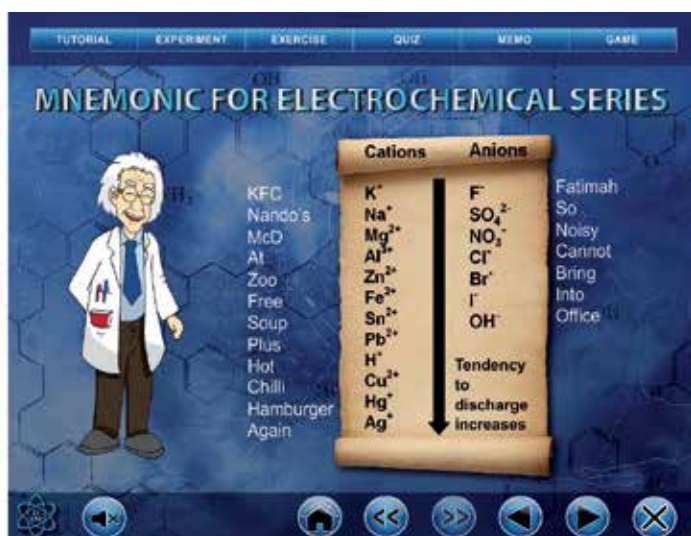 TUTORIAL EXPERIMENT EXERCISE QUIZ MEMO GAME
MNEMONIC FOR ELECTROCHEMICAL SERIES
KFC
Nando's
McD
At
Zoo
Free
Soup
Plus
Hot
Chilli
Hamburger
Again
Cations
K⁺
Na⁺
Mg²⁺
Al³⁺
Zn²⁺
Fe²⁺
Sn²⁺
Pb²⁺
H⁺
Cu²⁺
Hg⁺
Ag⁺
Anions
F⁻
SO₄²⁻
NO₃⁻
Cl⁻
Br⁻
I⁻
OH⁻
Tendency
to
discharge
increases
Fatimah
So
Noisy
Cannot
Bring
Into
Office
OH